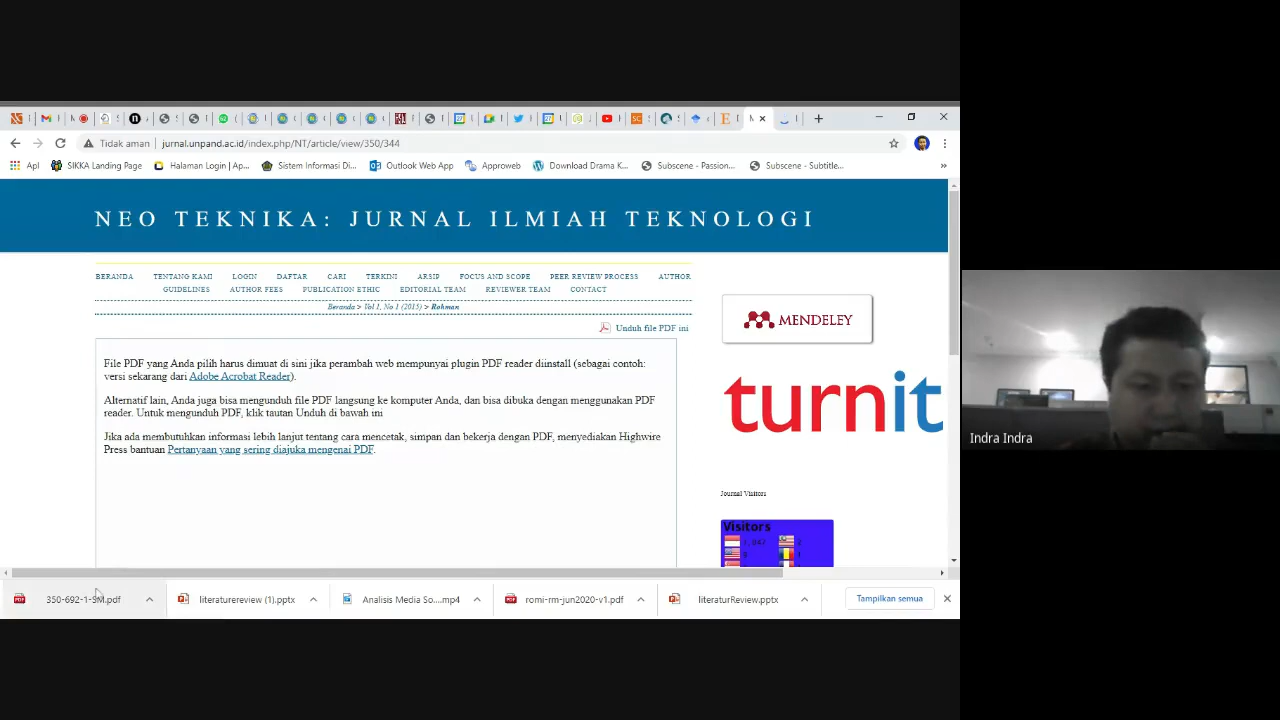 Tidak aman
jurnal.unpand.ac.id/index.php/NT/article/view/350/344
Apl
SIKKA Landing Page
Halaman Login | Ap...
Sistem Informasi Di...
Outlook Web App
Approweb
Download Drama K...
Subscene - Passion...
Subscene - Subtitle...
NEO TEKNIKA: JURNAL ILMIAH TEKNOLOGI
BERANDA TENTANG KAMI LOGIN DAFTAR CARI TERKINI ARSIP FOCUS AND SCOPE PEER REVIEW PROCESS AUTHOR
GUIDELINES AUTHOR FEES PUBLICATION ETHIC EDITORIAL TEAM REVIEWER TEAM CONTACT
Beranda > Vol 1, No 1 (2015) > Rohman
Unduh file PDF ini
File PDF yang Anda pilih harus dimuat di sini jika perambah web mempunyai plugin PDF reader diinstall (sebagai contoh:
versi sekarang dari Adobe Acrobat Reader).
Alternatif lain, Anda juga bisa mengunduh file PDF langsung ke komputer Anda, dan bisa dibuka dengan menggunakan PDF
reader. Untuk mengunduh PDF, klik tautan Unduh di bawah ini
Jika ada membutuhkan informasi lebih lanjut tentang cara mencetak, simpan dan bekerja dengan PDF, menyediakan Highwire
Press bantuan Pertanyaan yang sering diajuka mengenai PDF.
MENDELEY
turnit
Journal Visitors
Visitors
350-692-1-SM.pdf
literaturereview (1).pptx
Analisis Media So....mp4
romi-rm-jun2020-v1.pdf
literaturReview.pptx
Tampilkan semua
Indra Indra